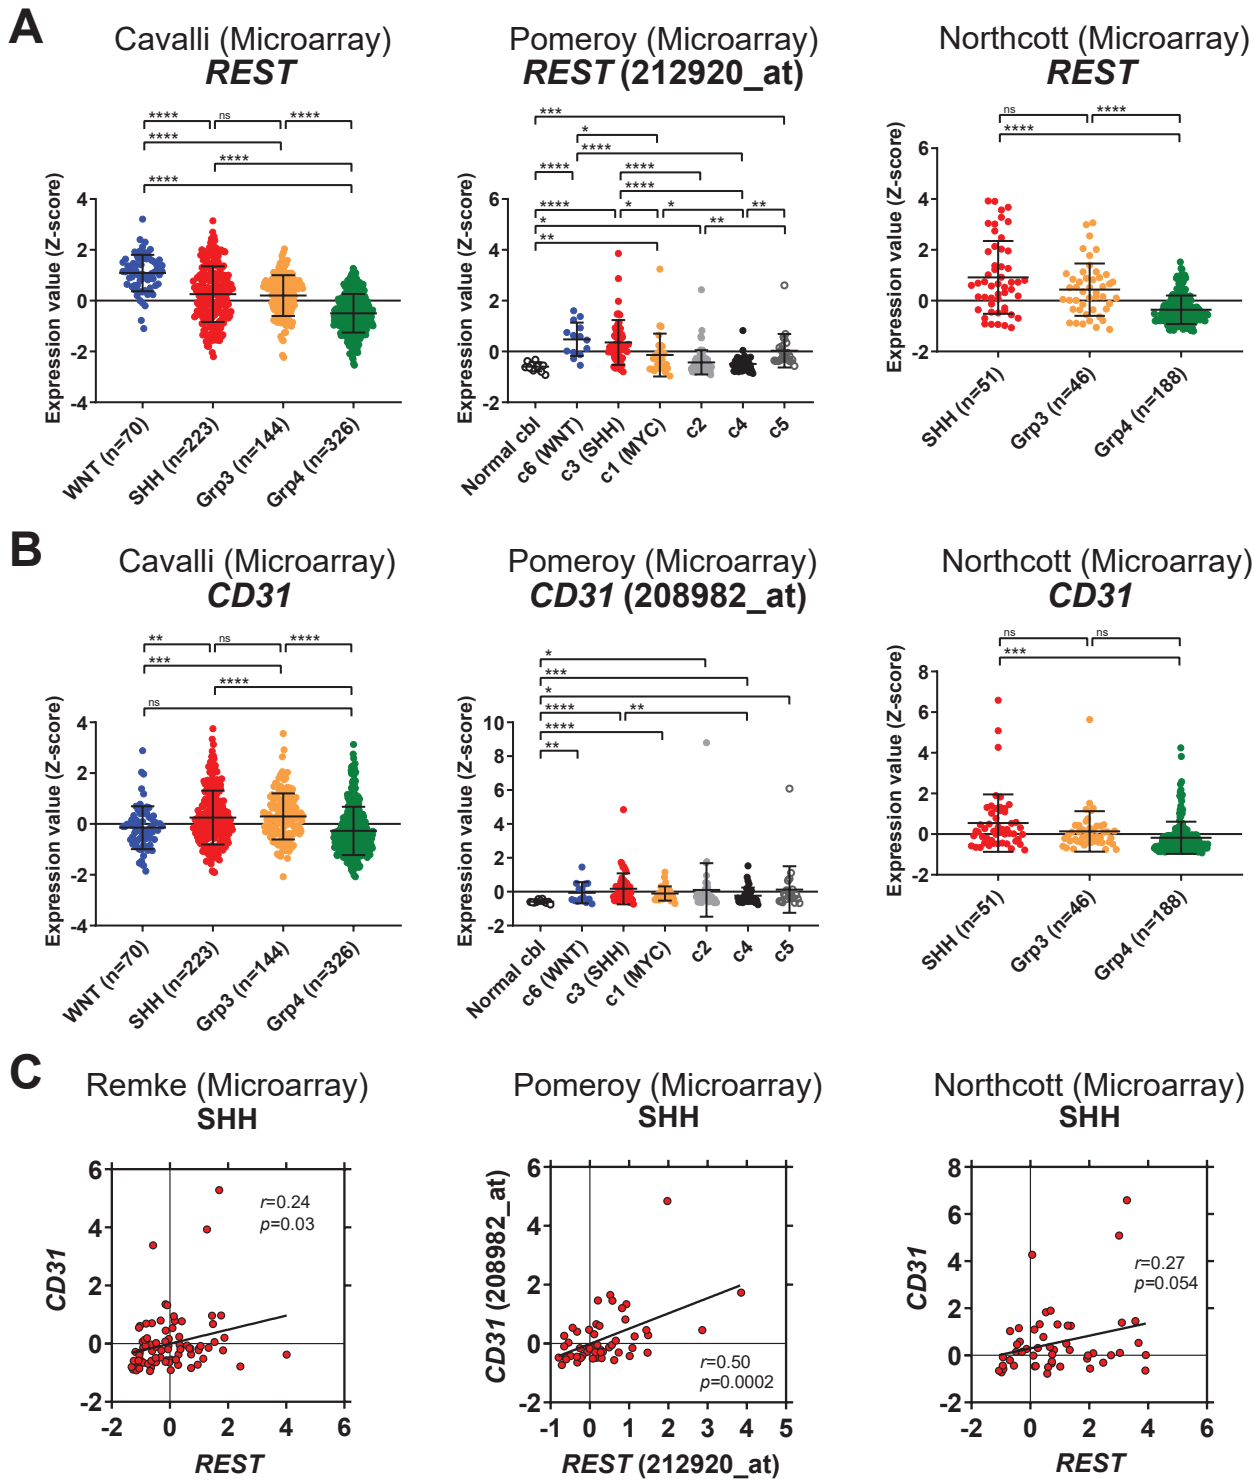 A
Cavalli (Microarray)
REST
Expression value (Z-score)
4
2
0
-2
-4
****
ns
****
****
****
****
WNT (n=70)
SHH (n=223)
Grp3 (n=144)
Grp4 (n=326)
Pomeroy (Microarray)
REST (212920_at)
Expression value (Z-score)
6
4
2
0
-2
***
*
****
****
****
****
****
*
*
**
*
**
**
Normal cbl
c6 (WNT)
c3 (SHH)
c1 (MYC)
c2
c4
c5
Northcott (Microarray)
REST
Expression value (Z-score)
6
4
2
0
-2
ns
****
****
SHH (n=51)
Grp3 (n=46)
Grp4 (n=188)
B
Cavalli (Microarray)
CD31
Expression value (Z-score)
4
2
0
-2
-4
**
ns
****
***
****
ns
WNT (n=70)
SHH (n=223)
Grp3 (n=144)
Grp4 (n=326)
Pomeroy (Microarray)
CD31 (208982_at)
Expression value (Z-score)
10
8
6
4
2
0
-2
*
***
*
****
**
****
**
Normal cbl
c6 (WNT)
c3 (SHH)
c1 (MYC)
c2
c4
c5
Northcott (Microarray)
CD31
Expression value (Z-score)
8
6
4
2
0
-2
ns
ns
***
SHH (n=51)
Grp3 (n=46)
Grp4 (n=188)
C
Remke (Microarray)
SHH
CD31
6
4
2
0
-2
r=0.24
p=0.03
-2
0
2
4
6
REST
Pomeroy (Microarray)
SHH
CD31 (208982_at)
6
4
2
0
-2
r=0.50
p=0.0002
-1
0
1
2
3
4
5
REST (212920_at)
Northcott (Microarray)
SHH
CD31
8
6
4
2
0
-2
r=0.27
p=0.054
-2
0
2
4
6
REST